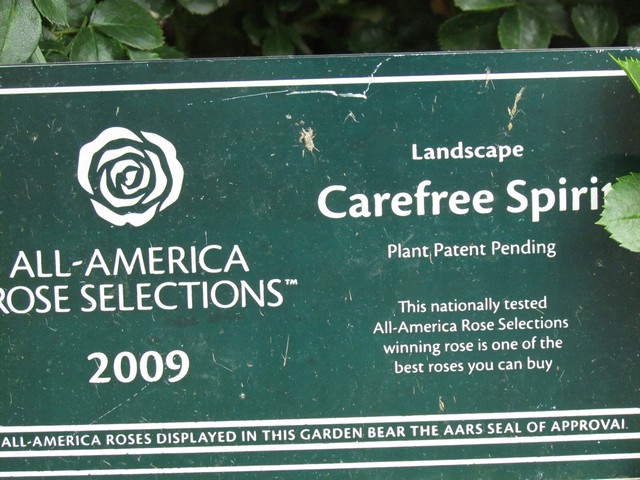 ALL-AMERICA
ROSE SELECTIONS™
2009
Landscape
Carefree Spirit
Plant Patent Pending
This nationally tested
All-America Rose Selections
winning rose is one of the
best roses you can buy
ALL-AMERICA ROSES DISPLAYED IN THIS GARDEN BEAR THE AARS SEAL OF APPROVAL.